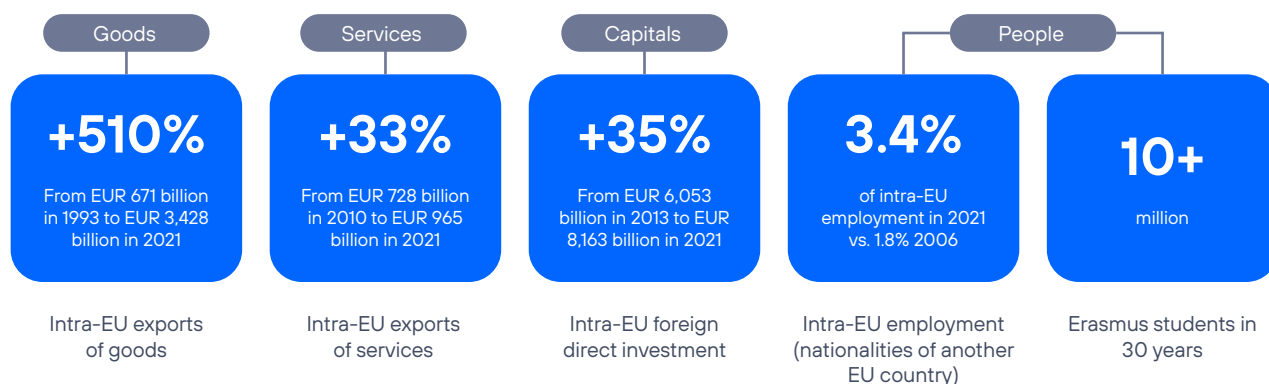 Goods
+510%
From EUR 671 billion
in 1993 to EUR 3,428
billion in 2021
Intra-EU exports
of goods
Services
+33%
From EUR 728 billion
in 2010 to EUR 965
billion in 2021
Intra-EU exports
of services
Capitals
+35%
From EUR 6,053
billion in 2013 to EUR
8,163 billion in 2021
Intra-EU foreign
direct investment
People
3.4%
of intra-EU
employment in 2021
vs. 1.8% 2006
Intra-EU employment
(nationalities of another
EU country)
10+
million
Erasmus students in
30 years